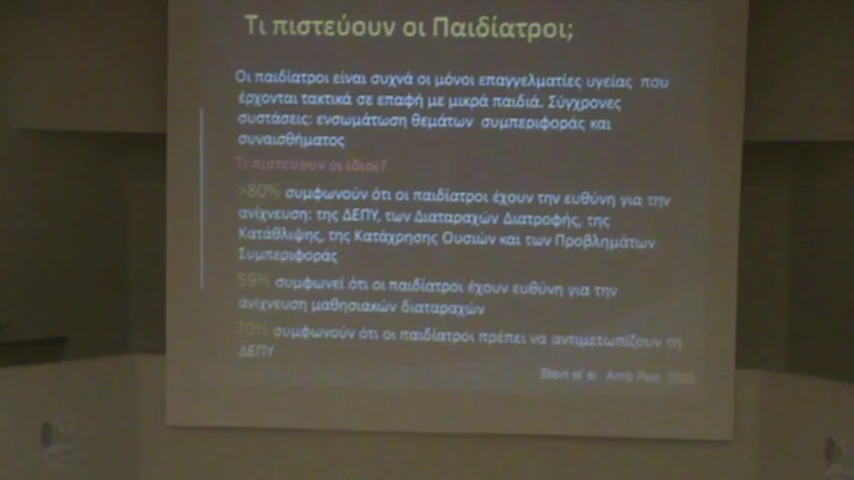 Τι πιστεύουν οι Παιδίατροι;
Οι παιδίατροι είναι συχνά οι μόνοι επαγγελματίες υγείας που
έρχονται τακτικά σε επαφή με μικρά παιδιά. Σύγχρονες
συστάσεις: ενσωμάτωση θεμάτων συμπεριφοράς και
συναισθήματος
Τι πιστεύουν οι ίδιοι?
>80% συμφωνούν ότι οι παιδίατροι έχουν την ευθύνη για την
ανίχνευση: της ΔΕΠΥ, των Διαταραχών Διατροφής, της
Κατάθλιψης, της Κατάχρησης Ουσιών και των Προβλημάτων
Συμπεριφοράς
59% συμφωνεί ότι οι παιδίατροι έχουν ευθύνη για την
ανίχνευση μαθησιακών διαταραχών
70% συμφωνούν ότι οι παιδίατροι πρέπει να αντιμετωπίζουν τη
ΔΕΠΥ
Stein et al